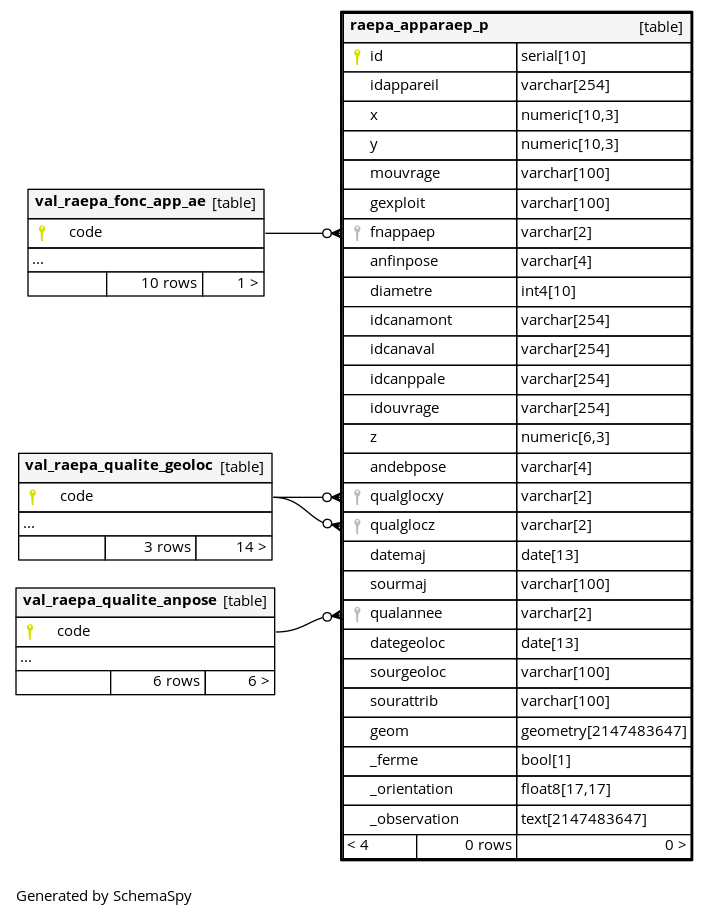 raepa_apparaep_p [table]
id serial[10]
idappareil varchar[254]
x numeric[10,3]
y numeric[10,3]
mouvrage varchar[100]
gexploit varchar[100]
fnappaep varchar[2]
anfinpose varchar[4]
diametre int4[10]
idcanamont varchar[254]
idcanaval varchar[254]
idcanppale varchar[254]
idouvrage varchar[254]
z numeric[6,3]
andebpose varchar[4]
qualglocxy varchar[2]
qualglocz varchar[2]
datemaj date[13]
sourmaj varchar[100]
qualannee varchar[2]
dategeoloc date[13]
sourgeoloc varchar[100]
sourattrib varchar[100]
geom geometry[2147483647]
_ferme bool[1]
_orientation float8[17,17]
_observation text[2147483647]
< 4 0 rows 0 >
val_raepa_fonc_app_ae [table]
code
...
10 rows 1 >
val_raepa_qualite_geoloc [table]
code
...
3 rows 14 >
val_raepa_qualite_anpose [table]
code
...
6 rows 6 >
Generated by SchemaSpy